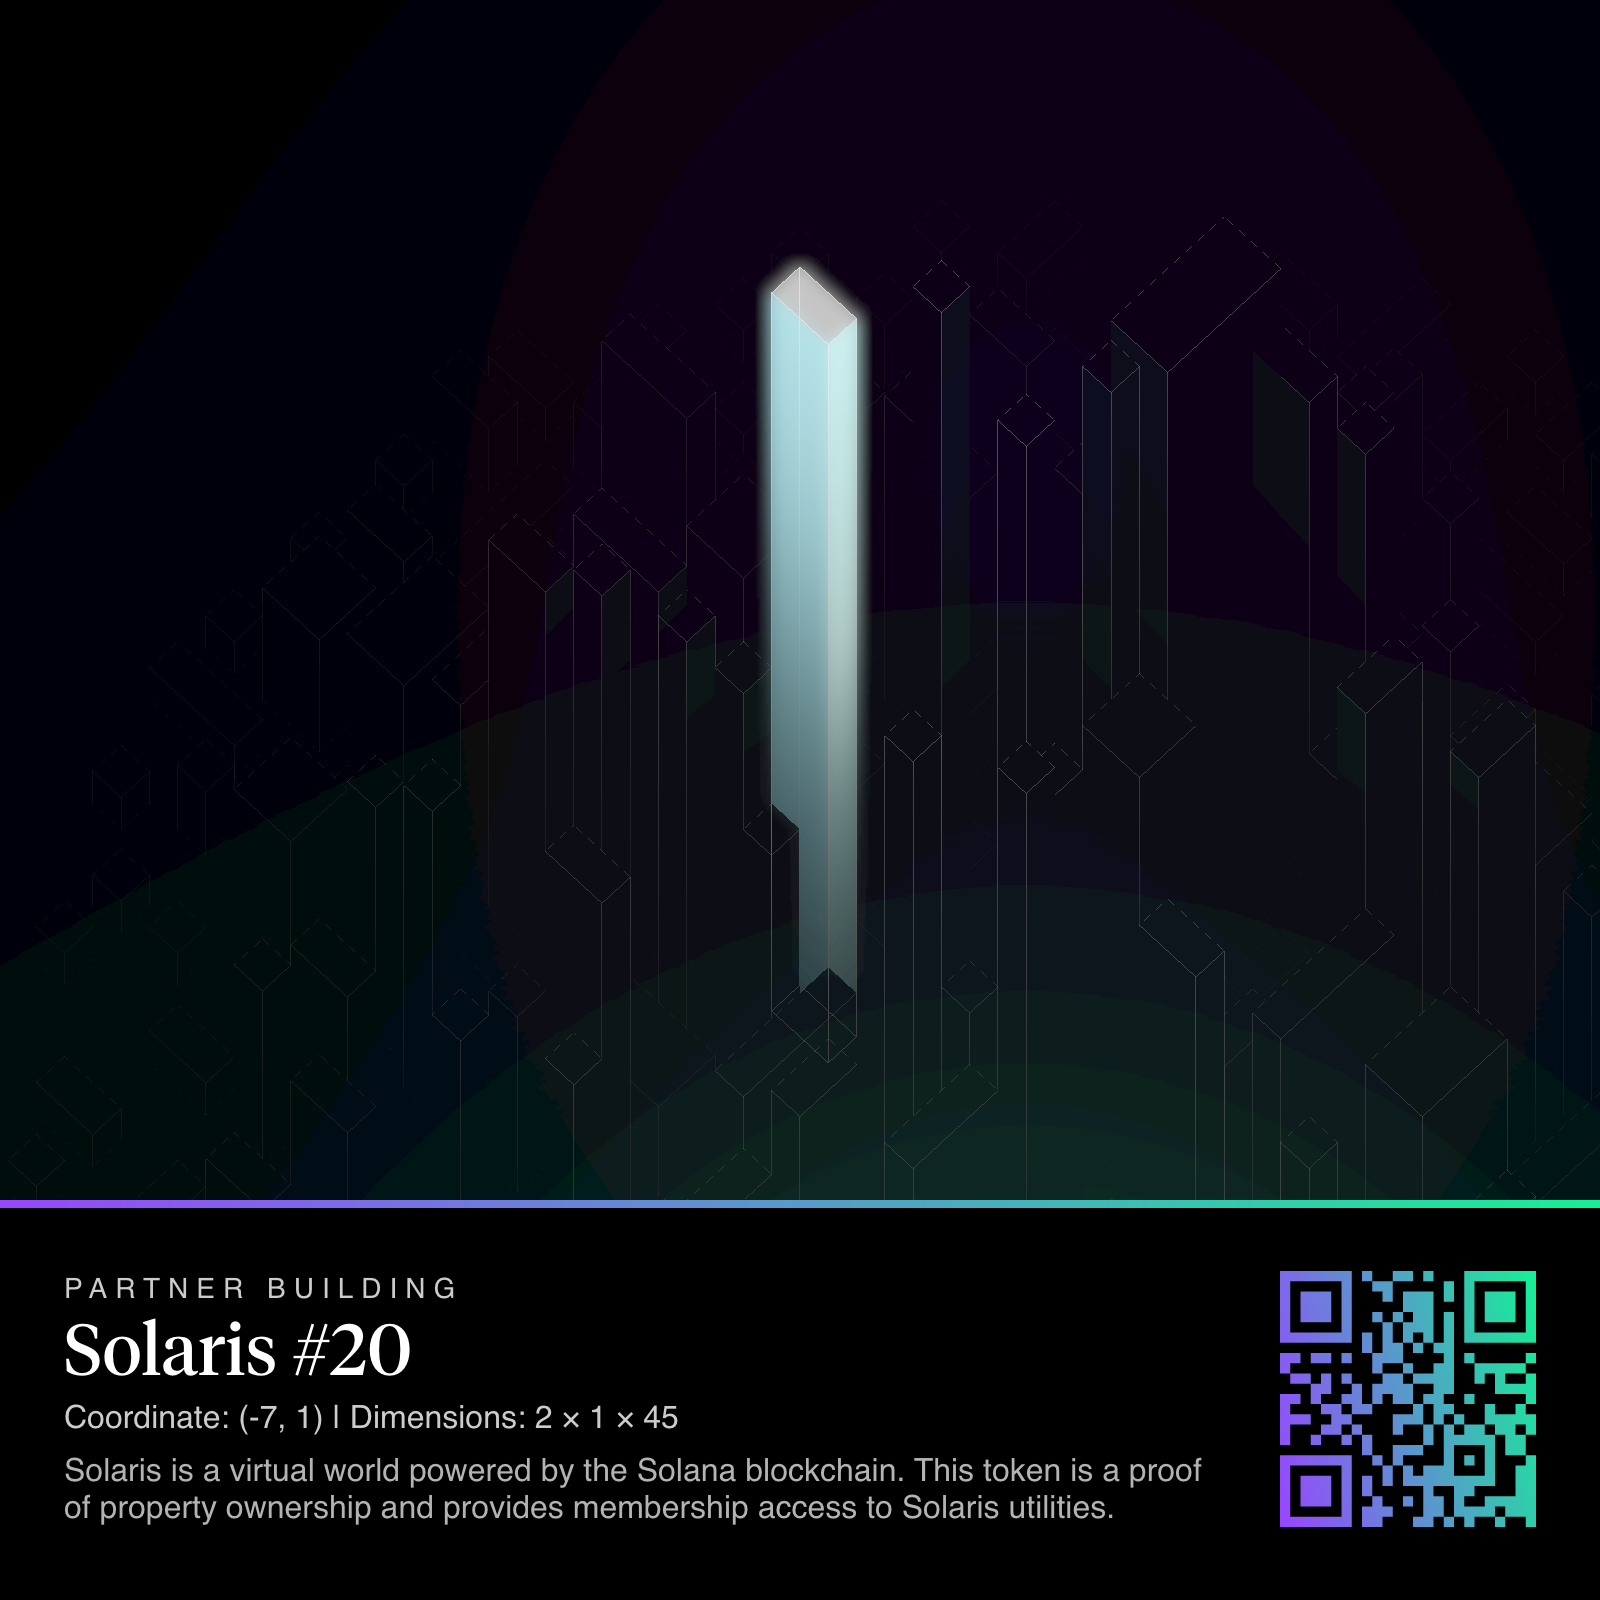 PARTNER BUILDING
Solaris #20
Coordinate: (-7, 1) | Dimensions: 2 × 1 × 45
Solaris is a virtual world powered by the Solana blockchain. This token is a proof
of property ownership and provides membership access to Solaris utilities.